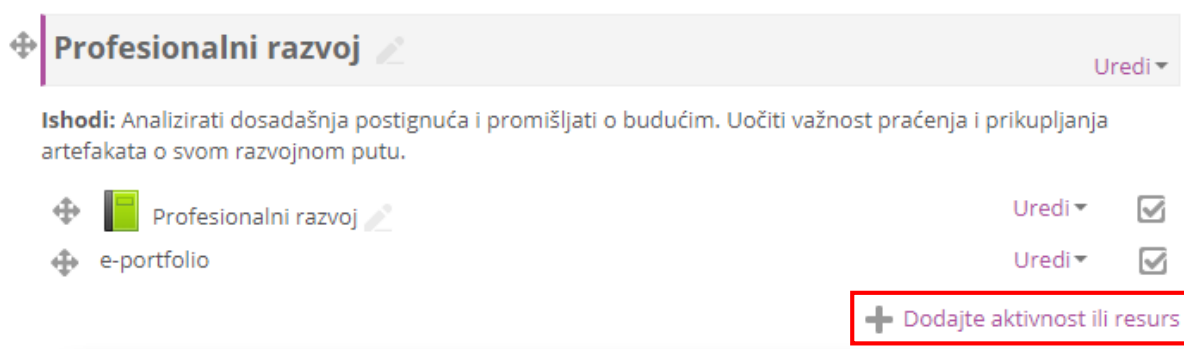 Profesionalni razvoj
Uredi
Ishodi: Analizirati dosadašnja postignuća i promišljati o budućim. Uočiti važnost praćenja i prikupljanja
artefakata o svom razvojnom putu.
Profesionalni razvoj Uredi
e-portfolio Uredi
Dodajte aktivnost ili resurs